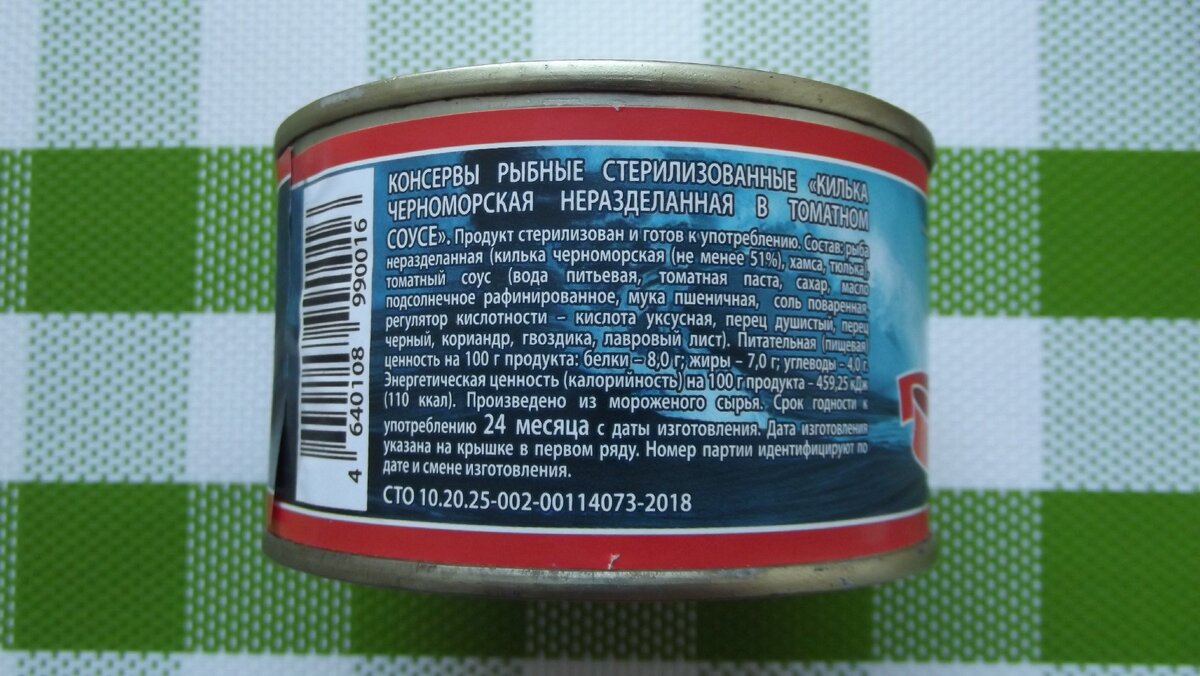 КОНСЕРВЫ РЫБНЫЕ СТЕРИЛИЗОВАННЫЕ «КИЛЬКА
ЧЕРНОМОРСКАЯ НЕРАЗДЕЛАННАЯ В ТОМАТНОМ
СОУСЕ». Продукт стерилизован и готов к употреблению. Состав: рыба
неразделанная (килька черноморская (не менее 51%), хамса, тюлька),
томатный соус (вода питьевая, томатная паста, сахар, масло
подсолнечное рафинированное, мука пшеничная, соль поваренная,
регулятор кислотности – кислота уксусная, перец душистый, перец
черный, кориандр, гвоздика, лавровый лист). Питательная (пищевая)
ценность на 100 г продукта: белки – 8,0 г; жиры – 7,0 г; углеводы – 4,0 г.
Энергетическая ценность (калорийность) на 100 г продукта – 459,25 кДж
(110 ккал). Произведено из мороженого сырья. Срок годности к
употреблению 24 месяца с даты изготовления. Дата изготовления
указана на крышке в первом ряду. Номер партии идентифицируют по
дате и смене изготовления.
СТО 10.20.25-002-00114073-2018
4 640108 990016